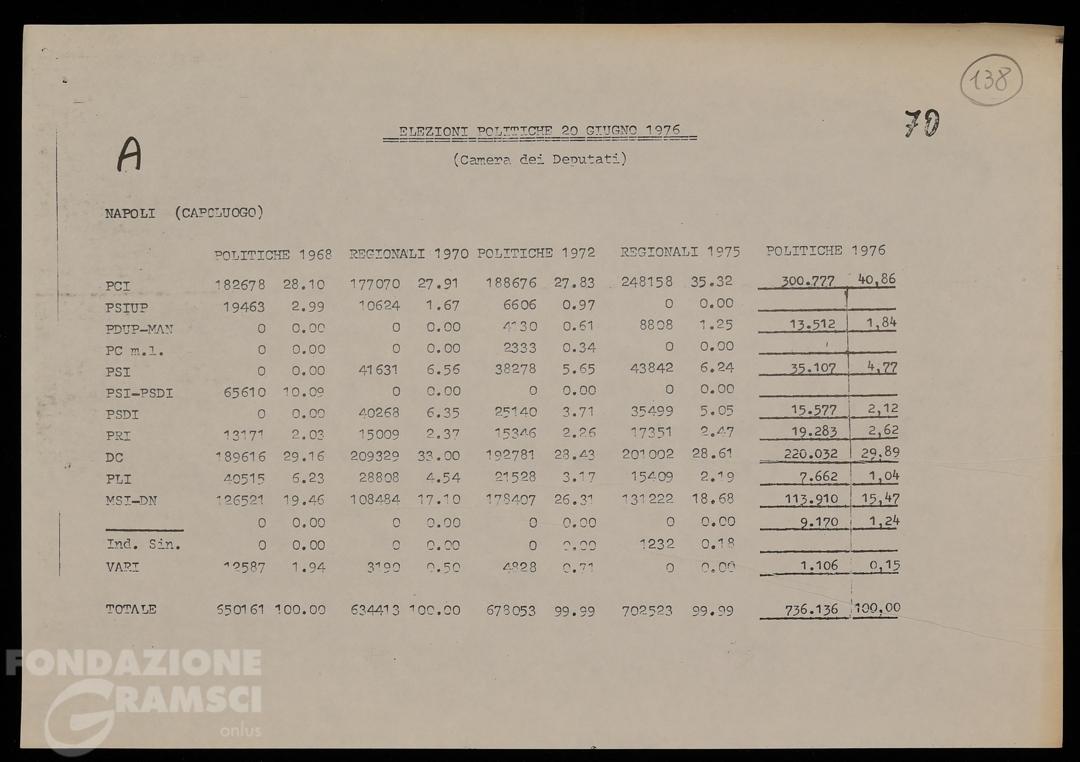 138
70
A
ELEZIONI POLITICHE 20 GIUGNO 1976
(Camera dei Deputati)
NAPOLI (CAPOLUOGO)
POLITICHE 1968 REGIONALI 1970 POLITICHE 1972 REGIONALI 1975 POLITICHE 1976
PCI 182678 28.10 177070 27.91 188676 27.83 248158 35.32 300.777 40,86
PSIUP 19463 2.99 10624 1.67 6606 0.97 0 0.00
PDUP-MAN 0 0.00 0 0.00 4130 0.61 8808 1.25 13.512 1,84
PC m.l. 0 0.00 0 0.00 2333 0.34 0 0.00
PSI 0 0.00 41631 6.56 38278 5.65 43842 6.24 35.107 4,77
PSI-PSDI 65610 10.09 0 0.00 0 0.00 0 0.00
PSDI 0 0.00 40268 6.35 25140 3.71 35499 5.05 15.577 2,12
PRI 13171 2.03 15009 2.37 15346 2.26 17351 2.47 19.283 2,62
DC 189616 29.16 209329 33.00 192781 28.43 201002 28.61 220.032 29,89
PLI 40515 6.23 28808 4.54 21528 3.17 15409 2.19 7.662 1,04
MSI-DN 126521 19.46 108484 17.10 178407 26.31 131222 18.68 113.910 15,47
0 0.00 0 0.00 0 0.00 0 0.00 9.170 1,24
Ind. Sin. 0 0.00 0 0.00 0 0.00 1232 0.18
VARI 12587 1.94 3190 0.50 4828 0.71 0 0.00 1.106 0,15
TOTALE 650161 100.00 634413 100.00 678053 99.99 702523 99.99 736.136 100,00
FONDAZIONE
GRAMSCI
onlus